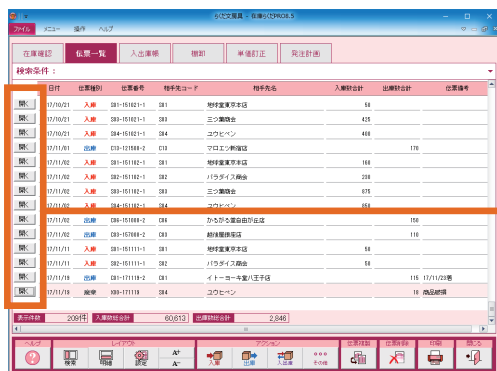 らくだ文房具 - 在庫らくだPRO8.5
ファイル メニュー 操作 ヘルプ
在庫確認 伝票一覧 入出庫帳 棚卸 単価訂正 発注計画
検索条件：
日付 伝票種別 伝票番号 相手先コード 相手先名 入庫数合計 出庫数合計 伝票備考
開く 17/10/21 入庫 S01-151021-1 S01 地球堂東京本店 50
開く 17/10/21 入庫 S03-151021-1 S03 三つ葉商会 425
開く 17/10/21 入庫 S04-151021-1 S04 ユウヒペン 400
開く 17/11/01 出庫 C13-121508-2 C13 マロエン新宿店 170
開く 17/11/02 入庫 S01-151102-1 S01 地球堂東京本店 160
開く 17/11/02 入庫 S02-151102-1 S02 パラダイス商会 230
開く 17/11/02 入庫 S03-151102-1 S03 三つ葉商会 875
開く 17/11/02 入庫 S04-151102-1 S04 ユウヒペン 850
開く 17/11/02 出庫 C06-151008-2 C06 かるがる堂自由が丘店 150
開く 17/11/02 出庫 C03-157008-2 C03 越後屋銀座店 110
開く 17/11/11 入庫 S01-151111-1 S01 地球堂東京本店 50
開く 17/11/11 入庫 S02-151111-1 S02 パラダイス商会 50
開く 17/11/18 出庫 C01-171118-2 C01 イトーヨーキ堂八王子店 115 17/11/23着
開く 17/11/18 廃棄 X00-171118 S04 ユウヒペン 18 商品破損
表示件数 209件 入庫数総合計 60,613 出庫数総合計 2,846
ヘルプ レイアウト アクション 伝票複製 伝票削除 印刷 閉じる
検索 明細 設定 A+ A- 入庫 出庫 入出庫 その他